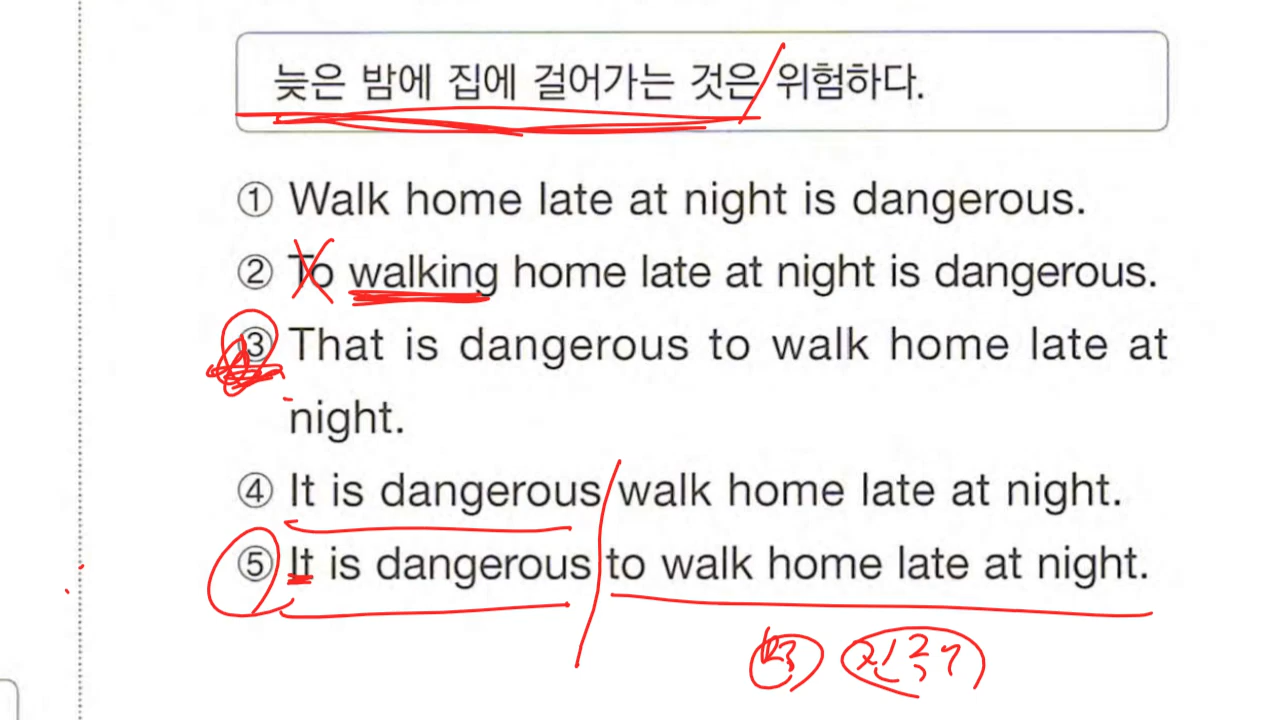 늦은 밤에 집에 걸어가는 것은 위험하다.
① Walk home late at night is dangerous.
② To walking home late at night is dangerous.
③ That is dangerous to walk home late at
night.
④ It is dangerous walk home late at night.
⑤ It is dangerous to walk home late at night.